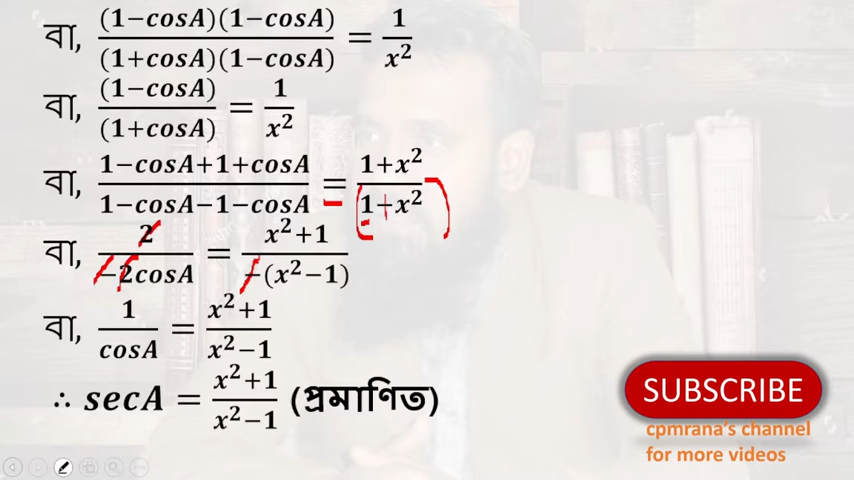 বা, (1−cosA)(1−cosA)/(1+cosA)(1−cosA) = 1/x²
বা, (1−cosA)/(1+cosA) = 1/x²
বা, 1−cosA+1+cosA/1−cosA−1−cosA = 1+x²/1−x²
বা, 2/−2cosA = x²+1/−(x²−1)
বা, 1/cosA = x²+1/x²−1
∴ secA = x²+1/x²−1 (প্রমাণিত)
SUBSCRIBE
cpmrana's channel
for more videos